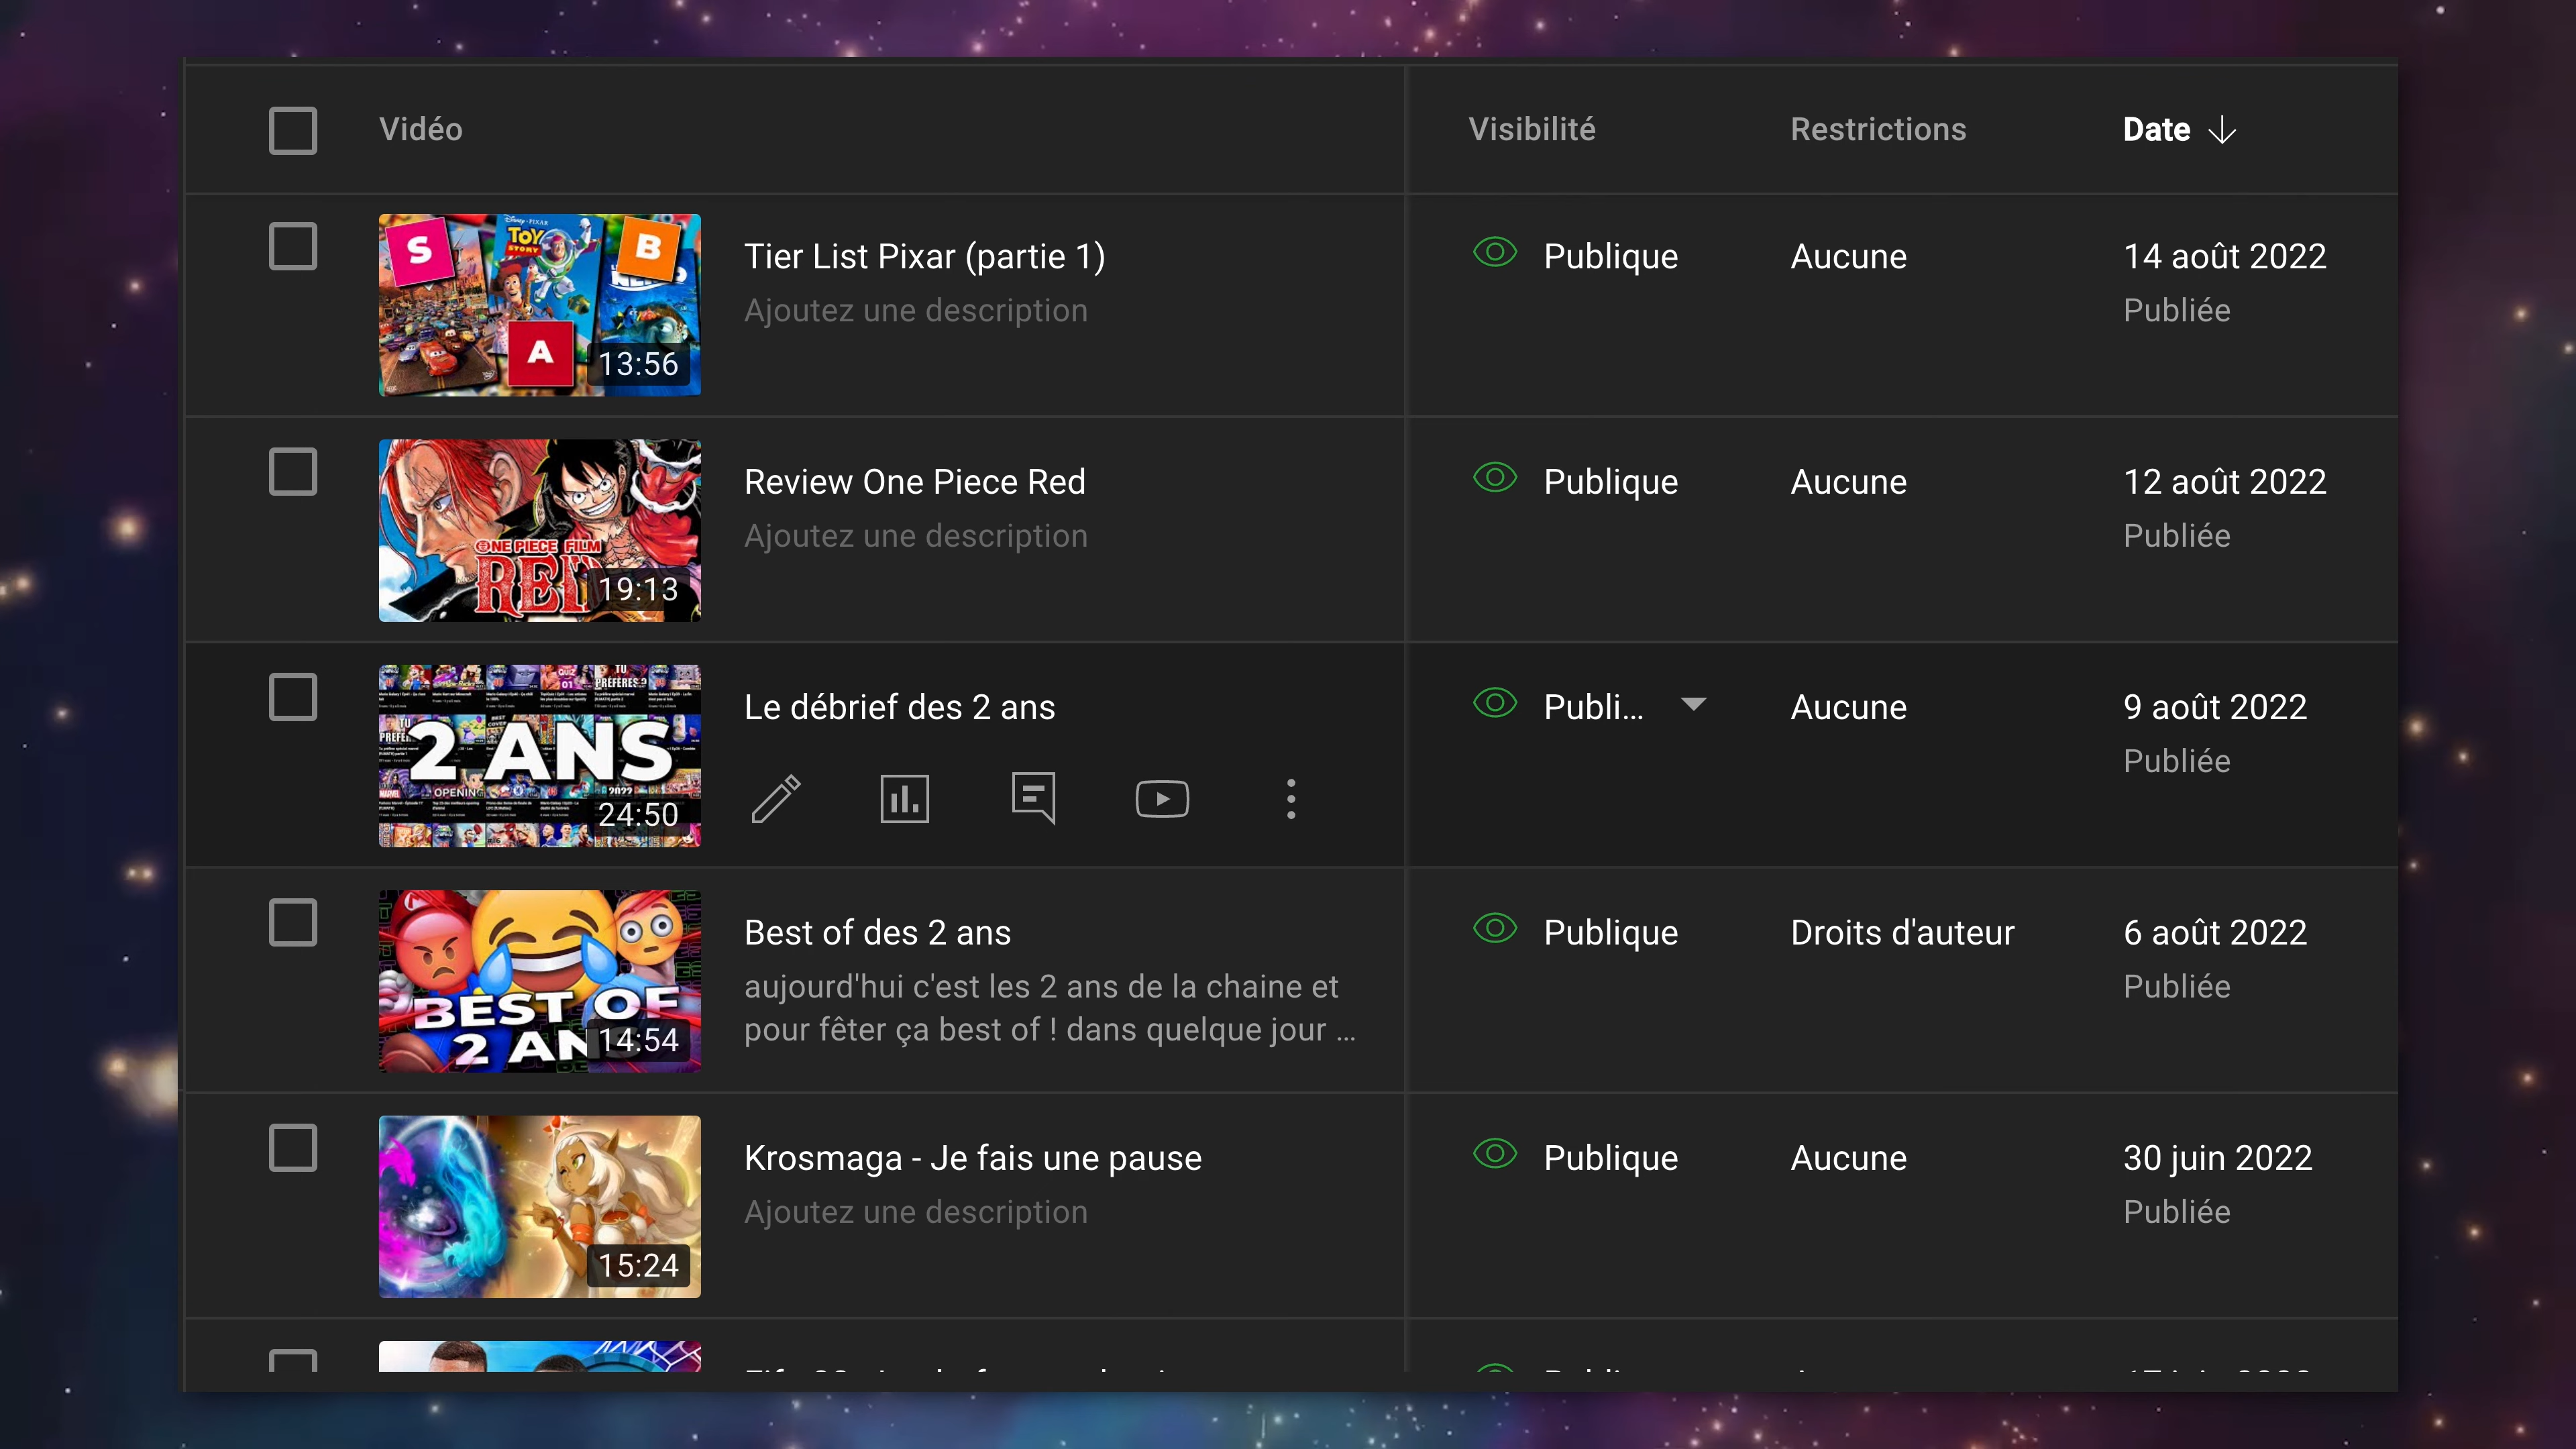 Vidéo
Visibilité
Restrictions
Date
S
Disney · PIXAR
TOY STORY
B
A
13:56
Tier List Pixar (partie 1)
Ajoutez une description
Publique
Aucune
14 août 2022
Publiée
ONE PIECE FILM
RED
19:13
Review One Piece Red
Ajoutez une description
Publique
Aucune
12 août 2022
Publiée
2 ANS
24:50
Le débrief des 2 ans
Publi...
Aucune
9 août 2022
Publiée
BEST OF
2 ANS
14:54
Best of des 2 ans
aujourd'hui c'est les 2 ans de la chaine et
pour fêter ça best of ! dans quelque jour ...
Publique
Droits d'auteur
6 août 2022
Publiée
15:24
Krosmaga - Je fais une pause
Ajoutez une description
Publique
Aucune
30 juin 2022
Publiée